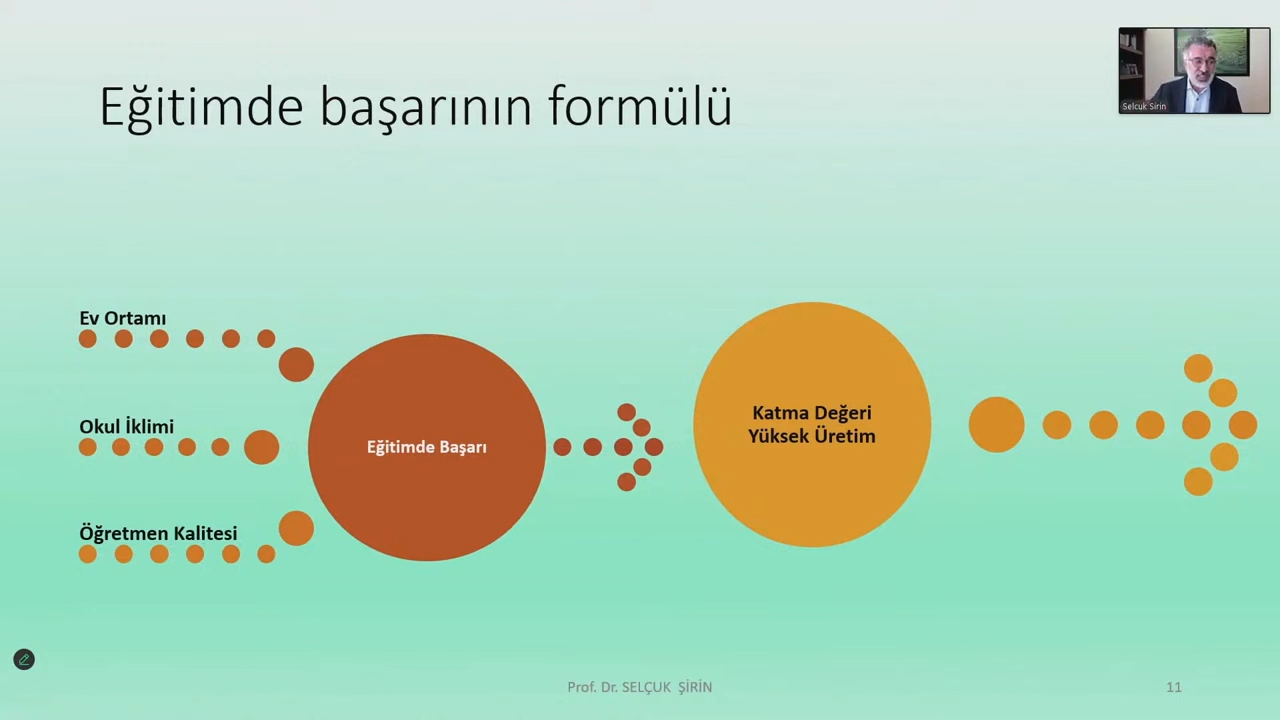 Selcuk Sirin
Eğitimde başarının formülü
Ev Ortamı
Okul İklimi
Öğretmen Kalitesi
Eğitimde Başarı
Katma Değeri
Yüksek Üretim
Prof. Dr. SELÇUK ŞİRİN
11